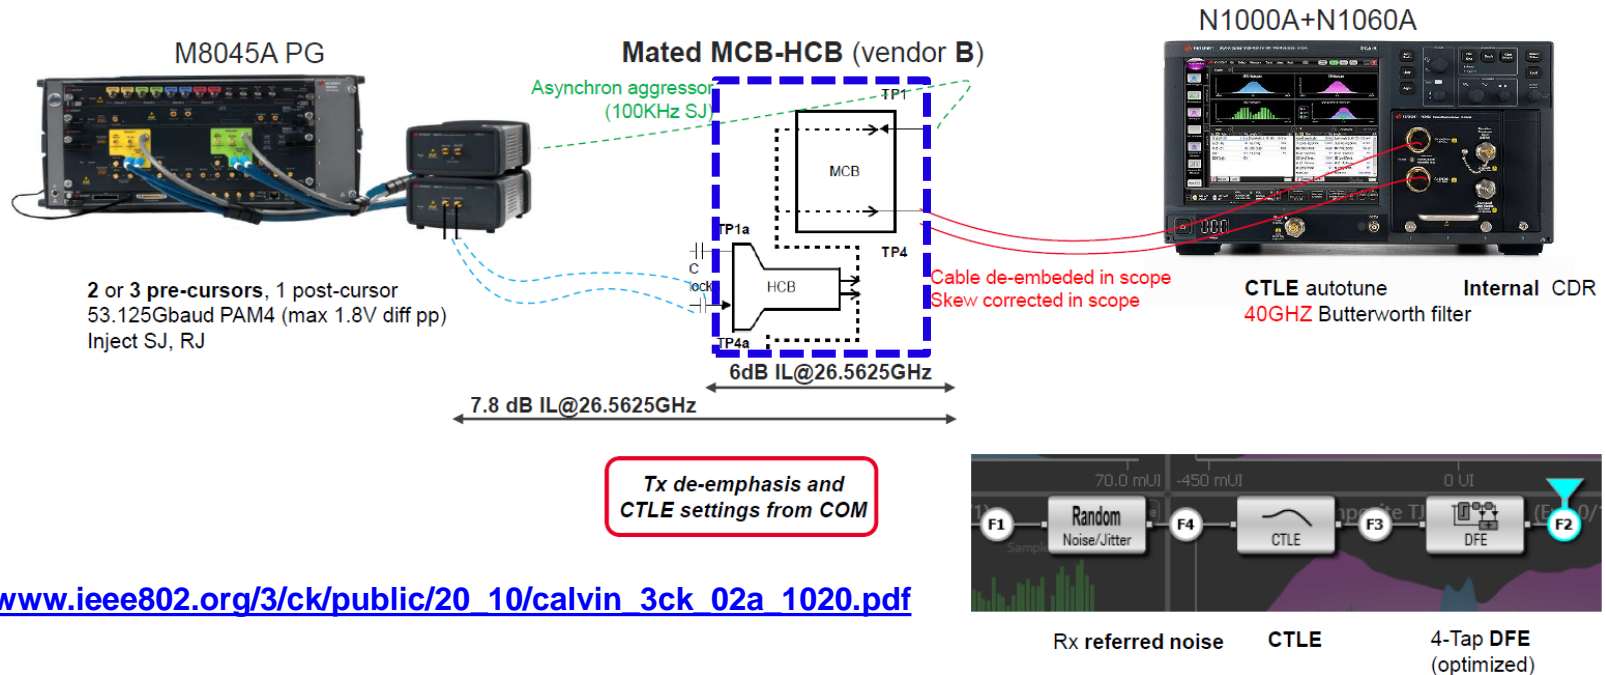 N1000A+N1060A
M8045A PG
Mated MCB-HCB (vendor B)
Asynchron aggressor
(100KHz SJ)
TP1
MCB
TP1a
TP4
C
lock
HCB
TP4a
Cable de-embeded in scope
Skew corrected in scope
2 or 3 pre-cursors, 1 post-cursor
53.125Gbaud PAM4 (max 1.8V diff pp)
Inject SJ, RJ
CTLE autotune
Internal CDR
40GHZ Butterworth filter
6dB IL@26.5625GHz
7.8 dB IL@26.5625GHz
Tx de-emphasis and
CTLE settings from COM
70.0 mUI
-450 mUI
0 UI
F1
Random
Noise/Jitter
F4
CTLE
F3
DFE
F2
www.ieee802.org/3/ck/public/20_10/calvin_3ck_02a_1020.pdf
Rx referred noise
CTLE
4-Tap DFE
(optimized)